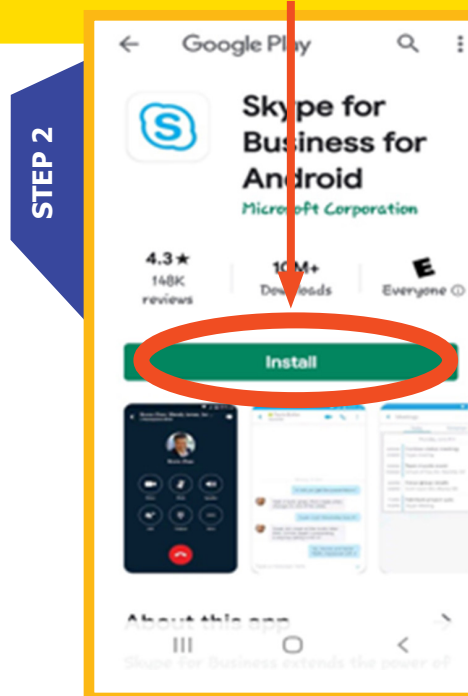 STEP 2
Google Play
Skype for
Business for
Android
Microsoft Corporation
4.3★
148K
reviews
10M+
Downloads
E
Everyone
Install
About this app
Skype for Business extends the power of